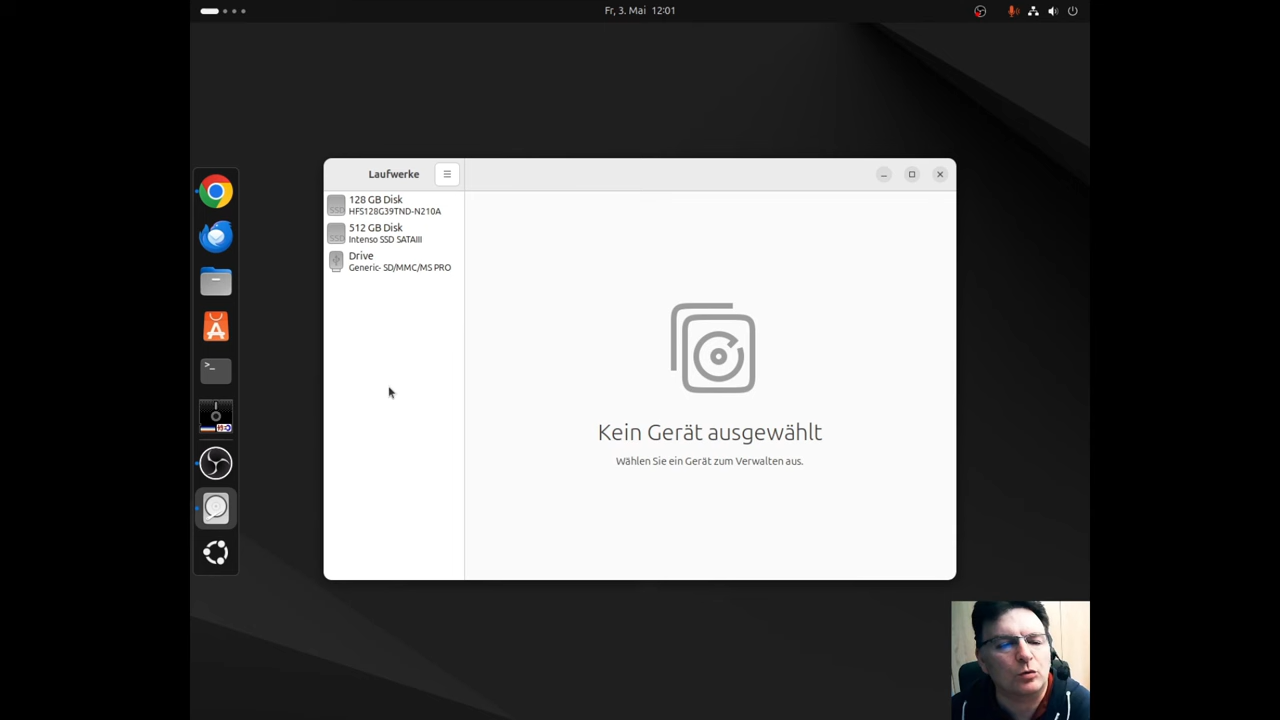 Fr, 3. Mai 12:01
Laufwerke
128 GB Disk
HFS128G39TND-N210A
512 GB Disk
Intenso SSD SATAIII
Drive
Generic- SD/MMC/MS PRO
Kein Gerät ausgewählt
Wählen Sie ein Gerät zum Verwalten aus.